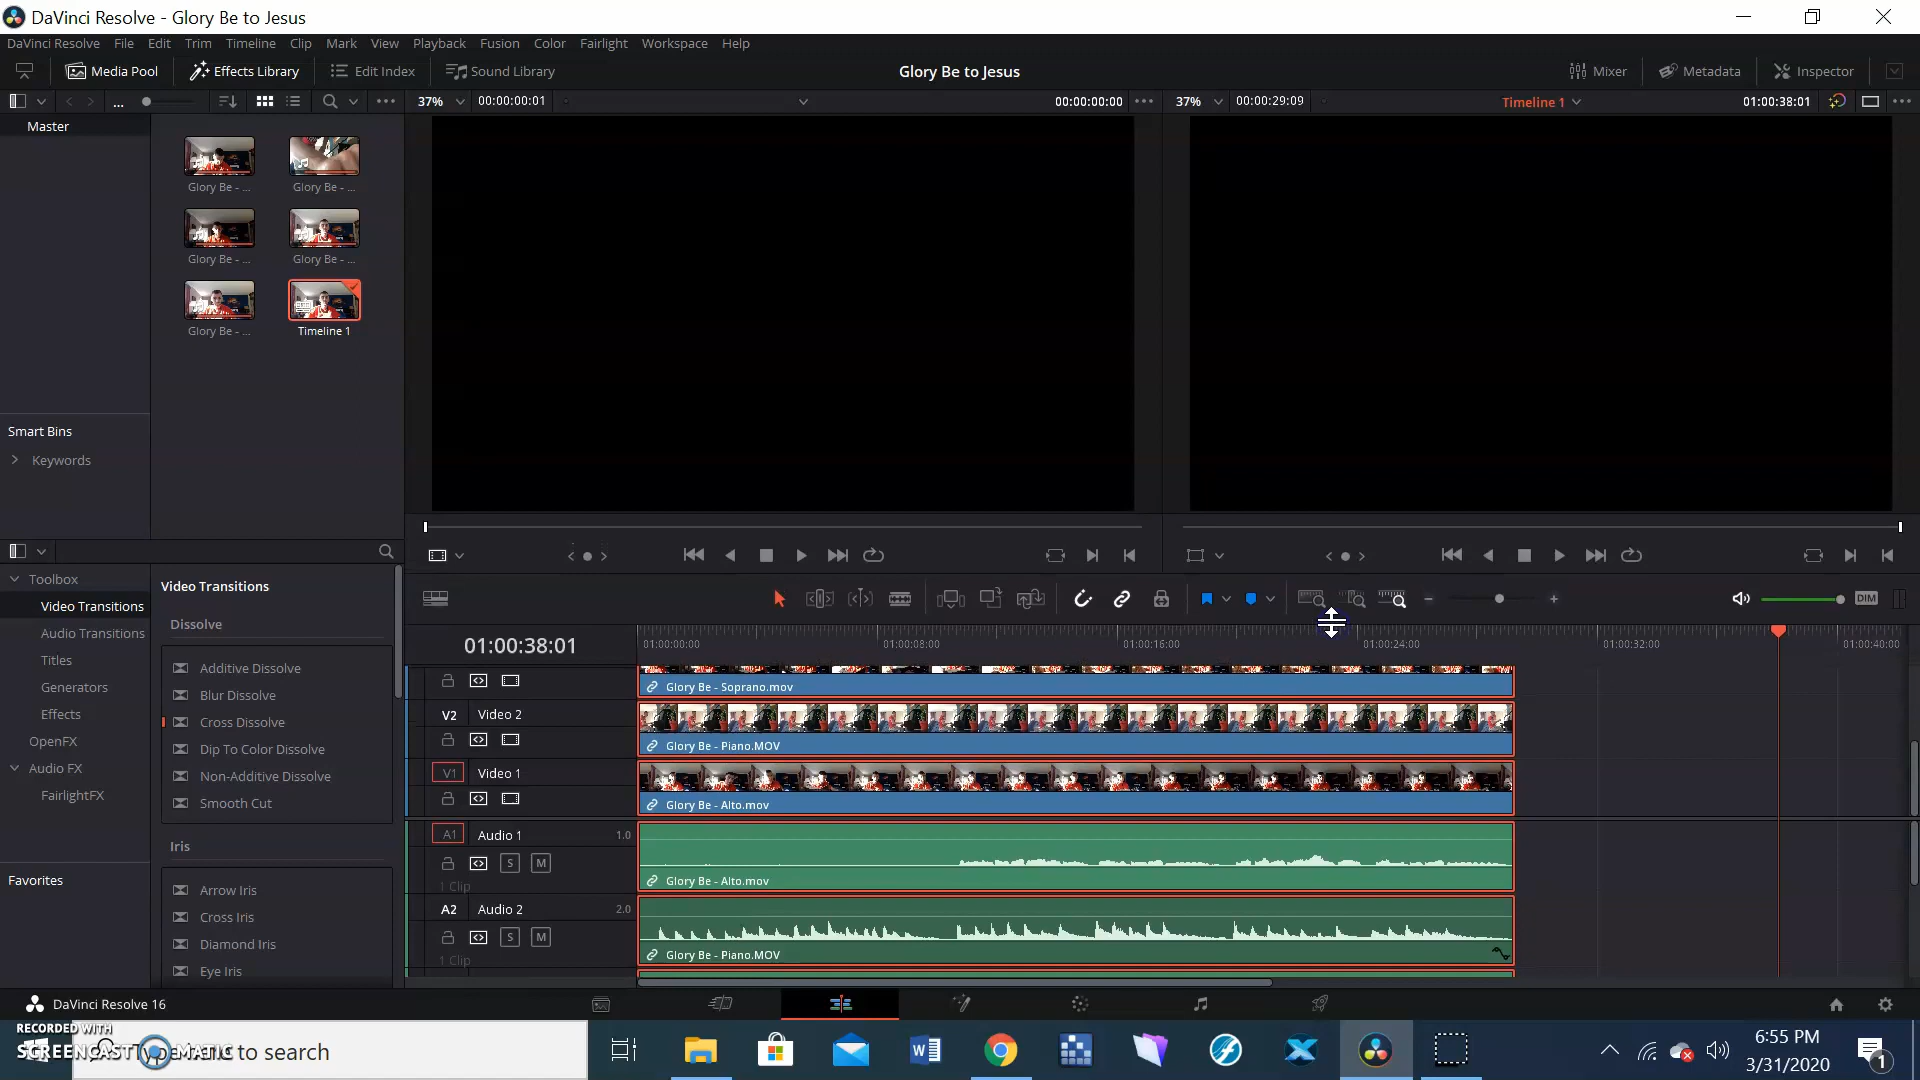 DaVinci Resolve - Glory Be to Jesus
DaVinci Resolve File Edit Trim Timeline Clip Mark View Playback Fusion Color Fairlight Workspace Help
Media Pool Effects Library Edit Index Sound Library Glory Be to Jesus Mixer Metadata Inspector
... 37% 00:00:00:01 00:00:00:00 37% 00:00:29:09 Timeline 1 01:00:38:01
Master
Glory Be - ... Glory Be - ...
Glory Be - ... Glory Be - ...
Glory Be - ... Timeline 1
Smart Bins
Keywords
Toolbox
Video Transitions
Audio Transitions
Titles
Generators
Effects
OpenFX
Audio FX
FairlightFX
Favorites
Video Transitions
Dissolve
Additive Dissolve
Blur Dissolve
Cross Dissolve
Dip To Color Dissolve
Non-Additive Dissolve
Smooth Cut
Iris
Arrow Iris
Cross Iris
Diamond Iris
Eye Iris
DIM
01:00:38:01 01:00:00:00 01:00:08:00 01:00:16:00 01:00:24:00 01:00:32:00 01:00:40:00
Glory Be - Soprano.mov
V2 Video 2
Glory Be - Piano.MOV
V1 Video 1
Glory Be - Alto.mov
A1 Audio 1 1.0
S M
1 Clip
Glory Be - Alto.mov
A2 Audio 2 2.0
S M
1 Clip
Glory Be - Piano.MOV
DaVinci Resolve 16
RECORDED WITH
SCREENCAST MATIC
Type here to search
6:55 PM
3/31/2020
1